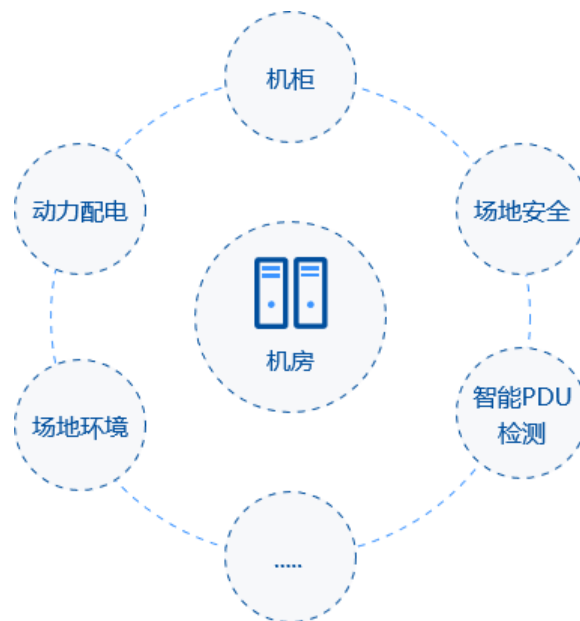 机柜
动力配电
场地安全
机房
场地环境
智能PDU
检测
.....